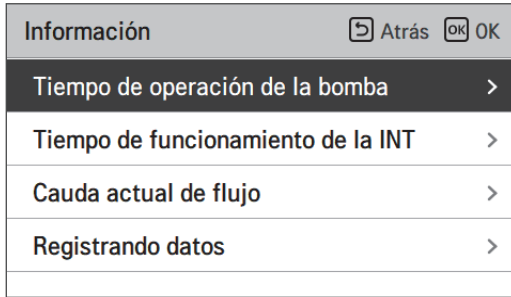 Información Atrás OK OK
Tiempo de operación de la bomba >
Tiempo de funcionamiento de la INT >
Cauda actual de flujo >
Registrando datos >